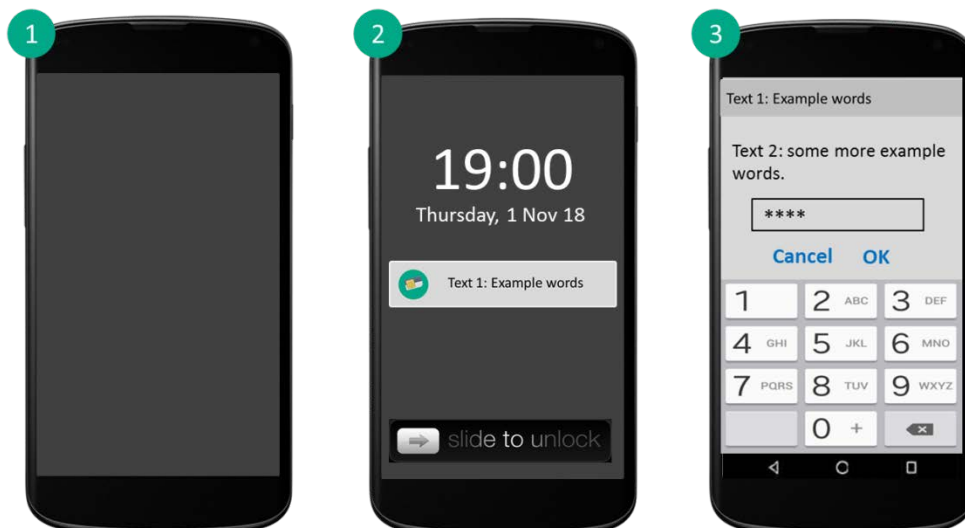 1
2
19:00
Thursday, 1 Nov 18
Text 1: Example words
slide to unlock
3
Text 1: Example words
Text 2: some more example
words.
****
Cancel OK
1 2 ABC 3 DEF
4 GHI 5 JKL 6 MNO
7 PQRS 8 TUV 9 WXYZ
0 +